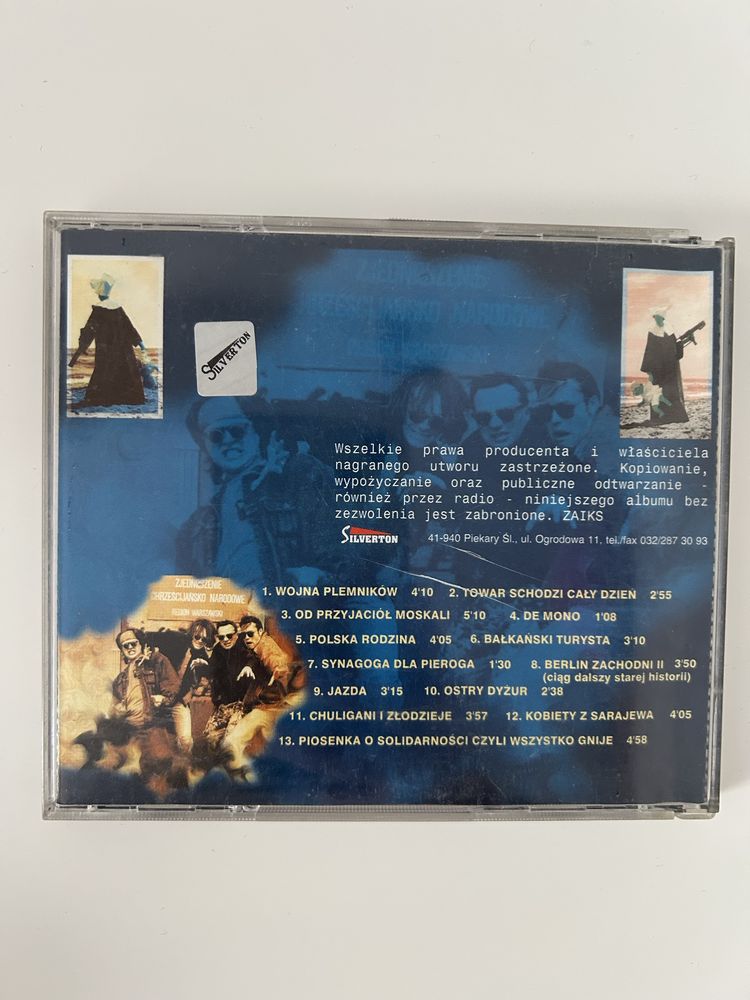 SILVERTON
Wszelkie prawa producenta i właściciela
nagranego utworu zastrzeżone. Kopiowanie,
wypożyczanie oraz publiczne odtwarzanie -
również przez radio - niniejszego albumu bez
zezwolenia jest zabronione. ZAIKS
SILVERTON 41-940 Piekary Śl., ul. Ogrodowa 11, tel./fax 032/287 30 93
ZJEDNOCZENIE
CHRZEŚCIJAŃSKO NARODOWE
REGION WARSZAWSKI
1. WOJNA PLEMNIKÓW 4'10 2. TOWAR SCHODZI CAŁY DZIEŃ 2'55
3. OD PRZYJACIÓŁ MOSKALI 5'10 4. DE MONO 1'08
5. POLSKA RODZINA 4'05 6. BAŁKAŃSKI TURYSTA 3'10
7. SYNAGOGA DLA PIEROGA 1'30 8. BERLIN ZACHODNI II 3'50
(ciąg dalszy starej historii)
9. JAZDA 3'15 10. OSTRY DYŻUR 2'38
11. CHULIGANI I ZŁODZIEJE 3'57 12. KOBIETY Z SARAJEWA 4'05
13. PIOSENKA O SOLIDARNOŚCI CZYLI WSZYSTKO GNIJE 4'58